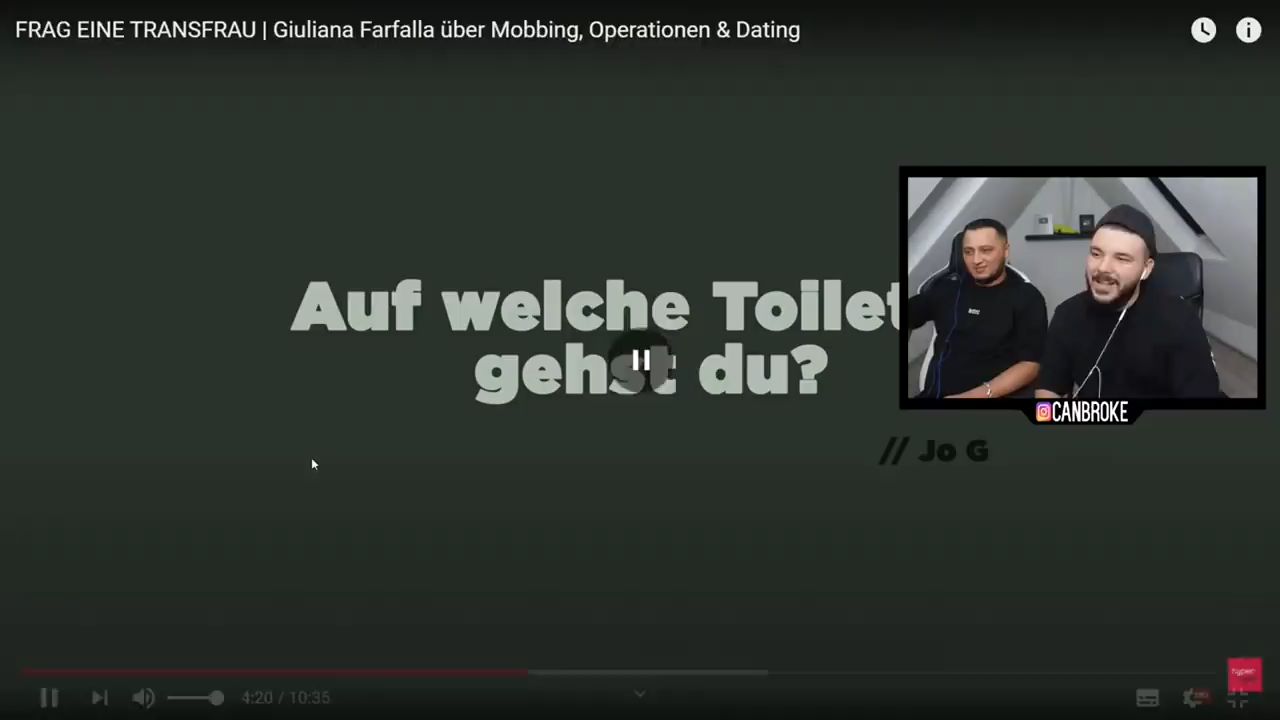 FRAG EINE TRANSFRAU | Giuliana Farfalla über Mobbing, Operationen & Dating
Auf welche Toilet
gehst du?
CANBROKE
// Jo G
4:20 / 10:35